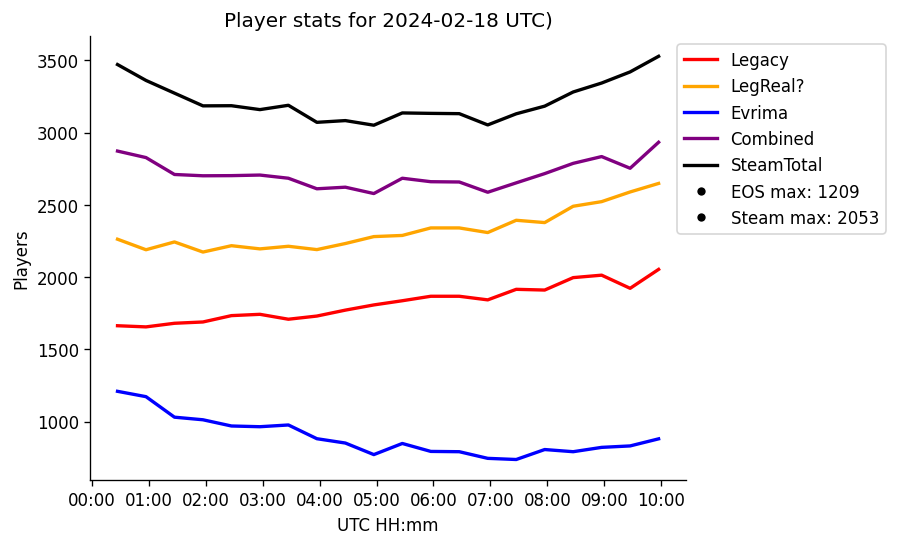 Player stats for 2024-02-18 UTC)
Legacy
LegReal?
Evrima
Combined
SteamTotal
EOS max: 1209
Steam max: 2053
Players
3500
3000
2500
2000
1500
1000
00:00 01:00 02:00 03:00 04:00 05:00 06:00 07:00 08:00 09:00 10:00
UTC HH:mm